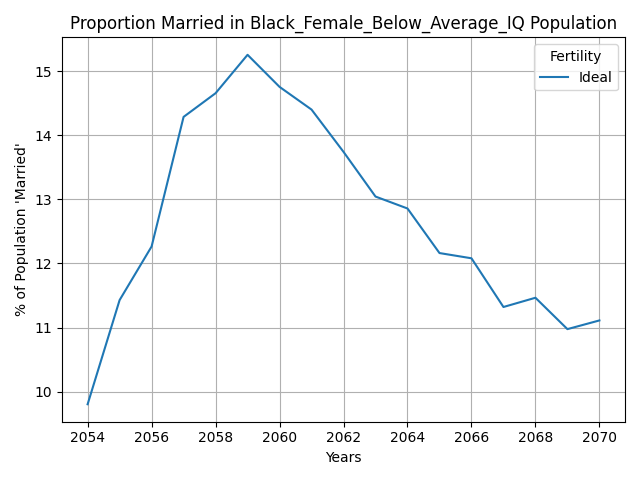 Proportion Married in Black_Female_Below_Average_IQ Population
Fertility
Ideal
% of Population 'Married'
15
14
13
12
11
10
2054 2056 2058 2060 2062 2064 2066 2068 2070
Years